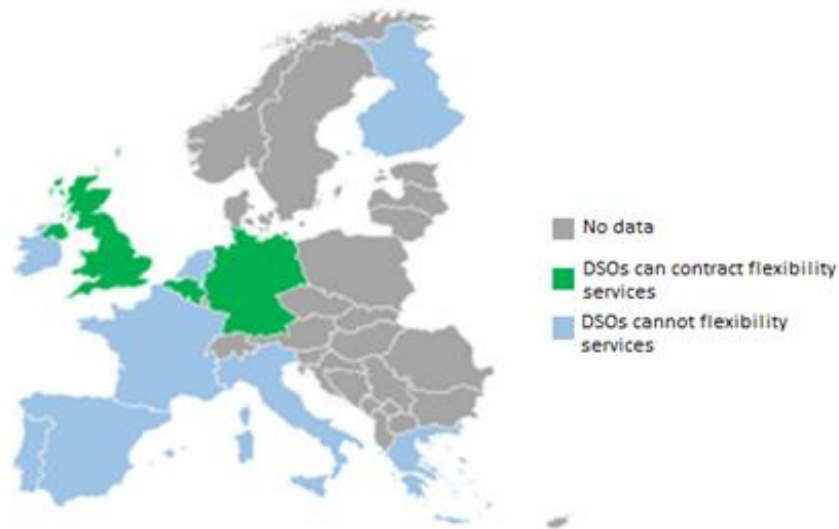 No data
DSOs can contract flexibility
services
DSOs cannot flexibility
services